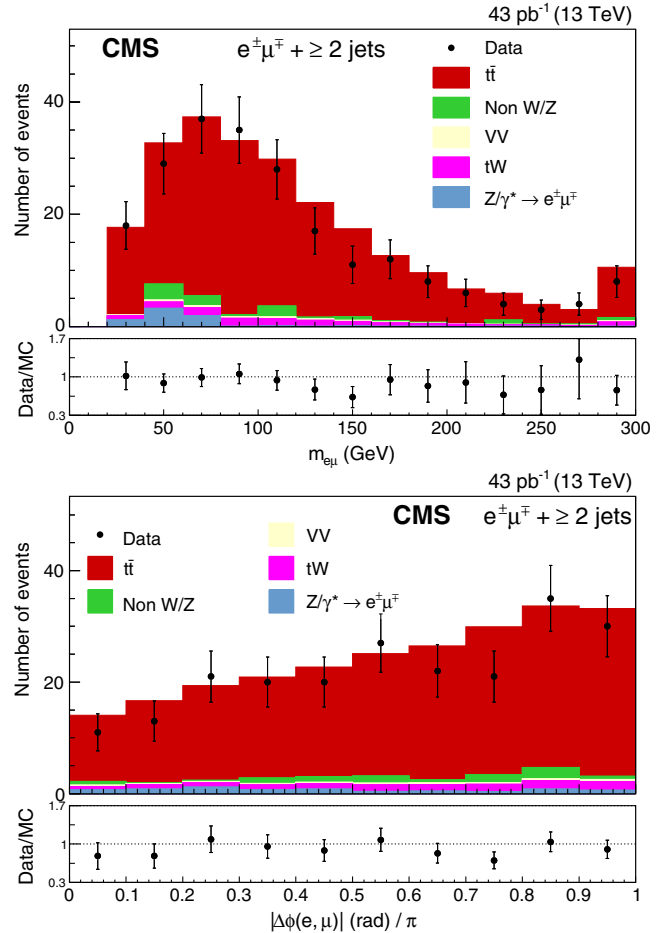 43 pb⁻¹ (13 TeV)
CMS e±μ∓ + ≥ 2 jets
Data
tt̄
Non W/Z
VV
tW
Z/γ* → e±μ∓
Number of events
40
20
0
Data/MC
1.7
1
0.3
0 50 100 150 200 250 300
m_eμ (GeV)
43 pb⁻¹ (13 TeV)
CMS e±μ∓ + ≥ 2 jets
Data VV
tt̄ tW
Non W/Z Z/γ* → e±μ∓
Number of events
40
20
0
Data/MC
1.7
1
0.3
0 0.1 0.2 0.3 0.4 0.5 0.6 0.7 0.8 0.9 1
|Δϕ(e, μ)| (rad) / π